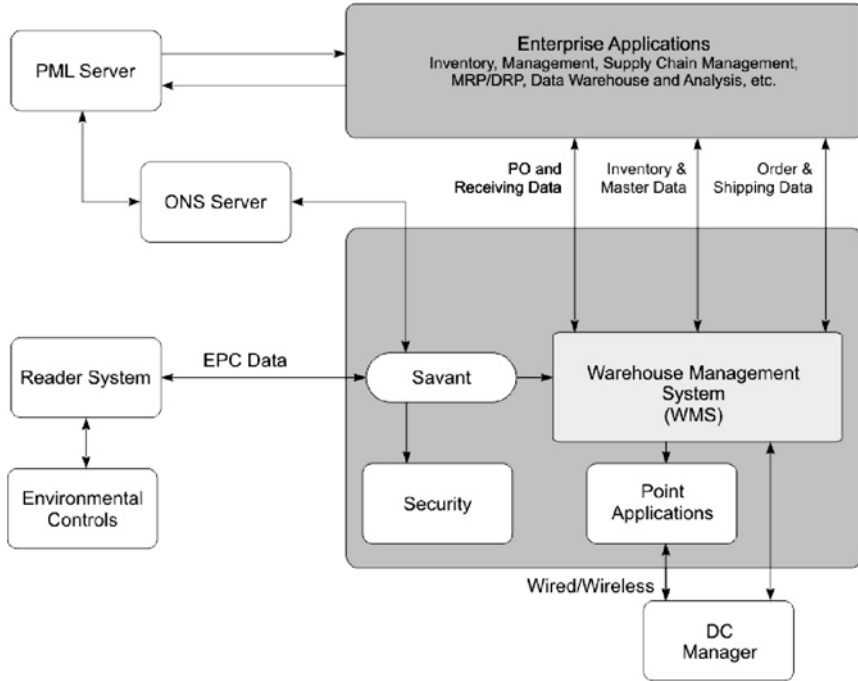 PML Server
Enterprise Applications
Inventory, Management, Supply Chain Management,
MRP/DRP, Data Warehouse and Analysis, etc.
ONS Server
PO and
Receiving Data
Inventory &
Master Data
Order &
Shipping Data
Reader System
EPC Data
Savant
Warehouse Management
System
(WMS)
Environmental
Controls
Security
Point
Applications
Wired/Wireless
DC
Manager